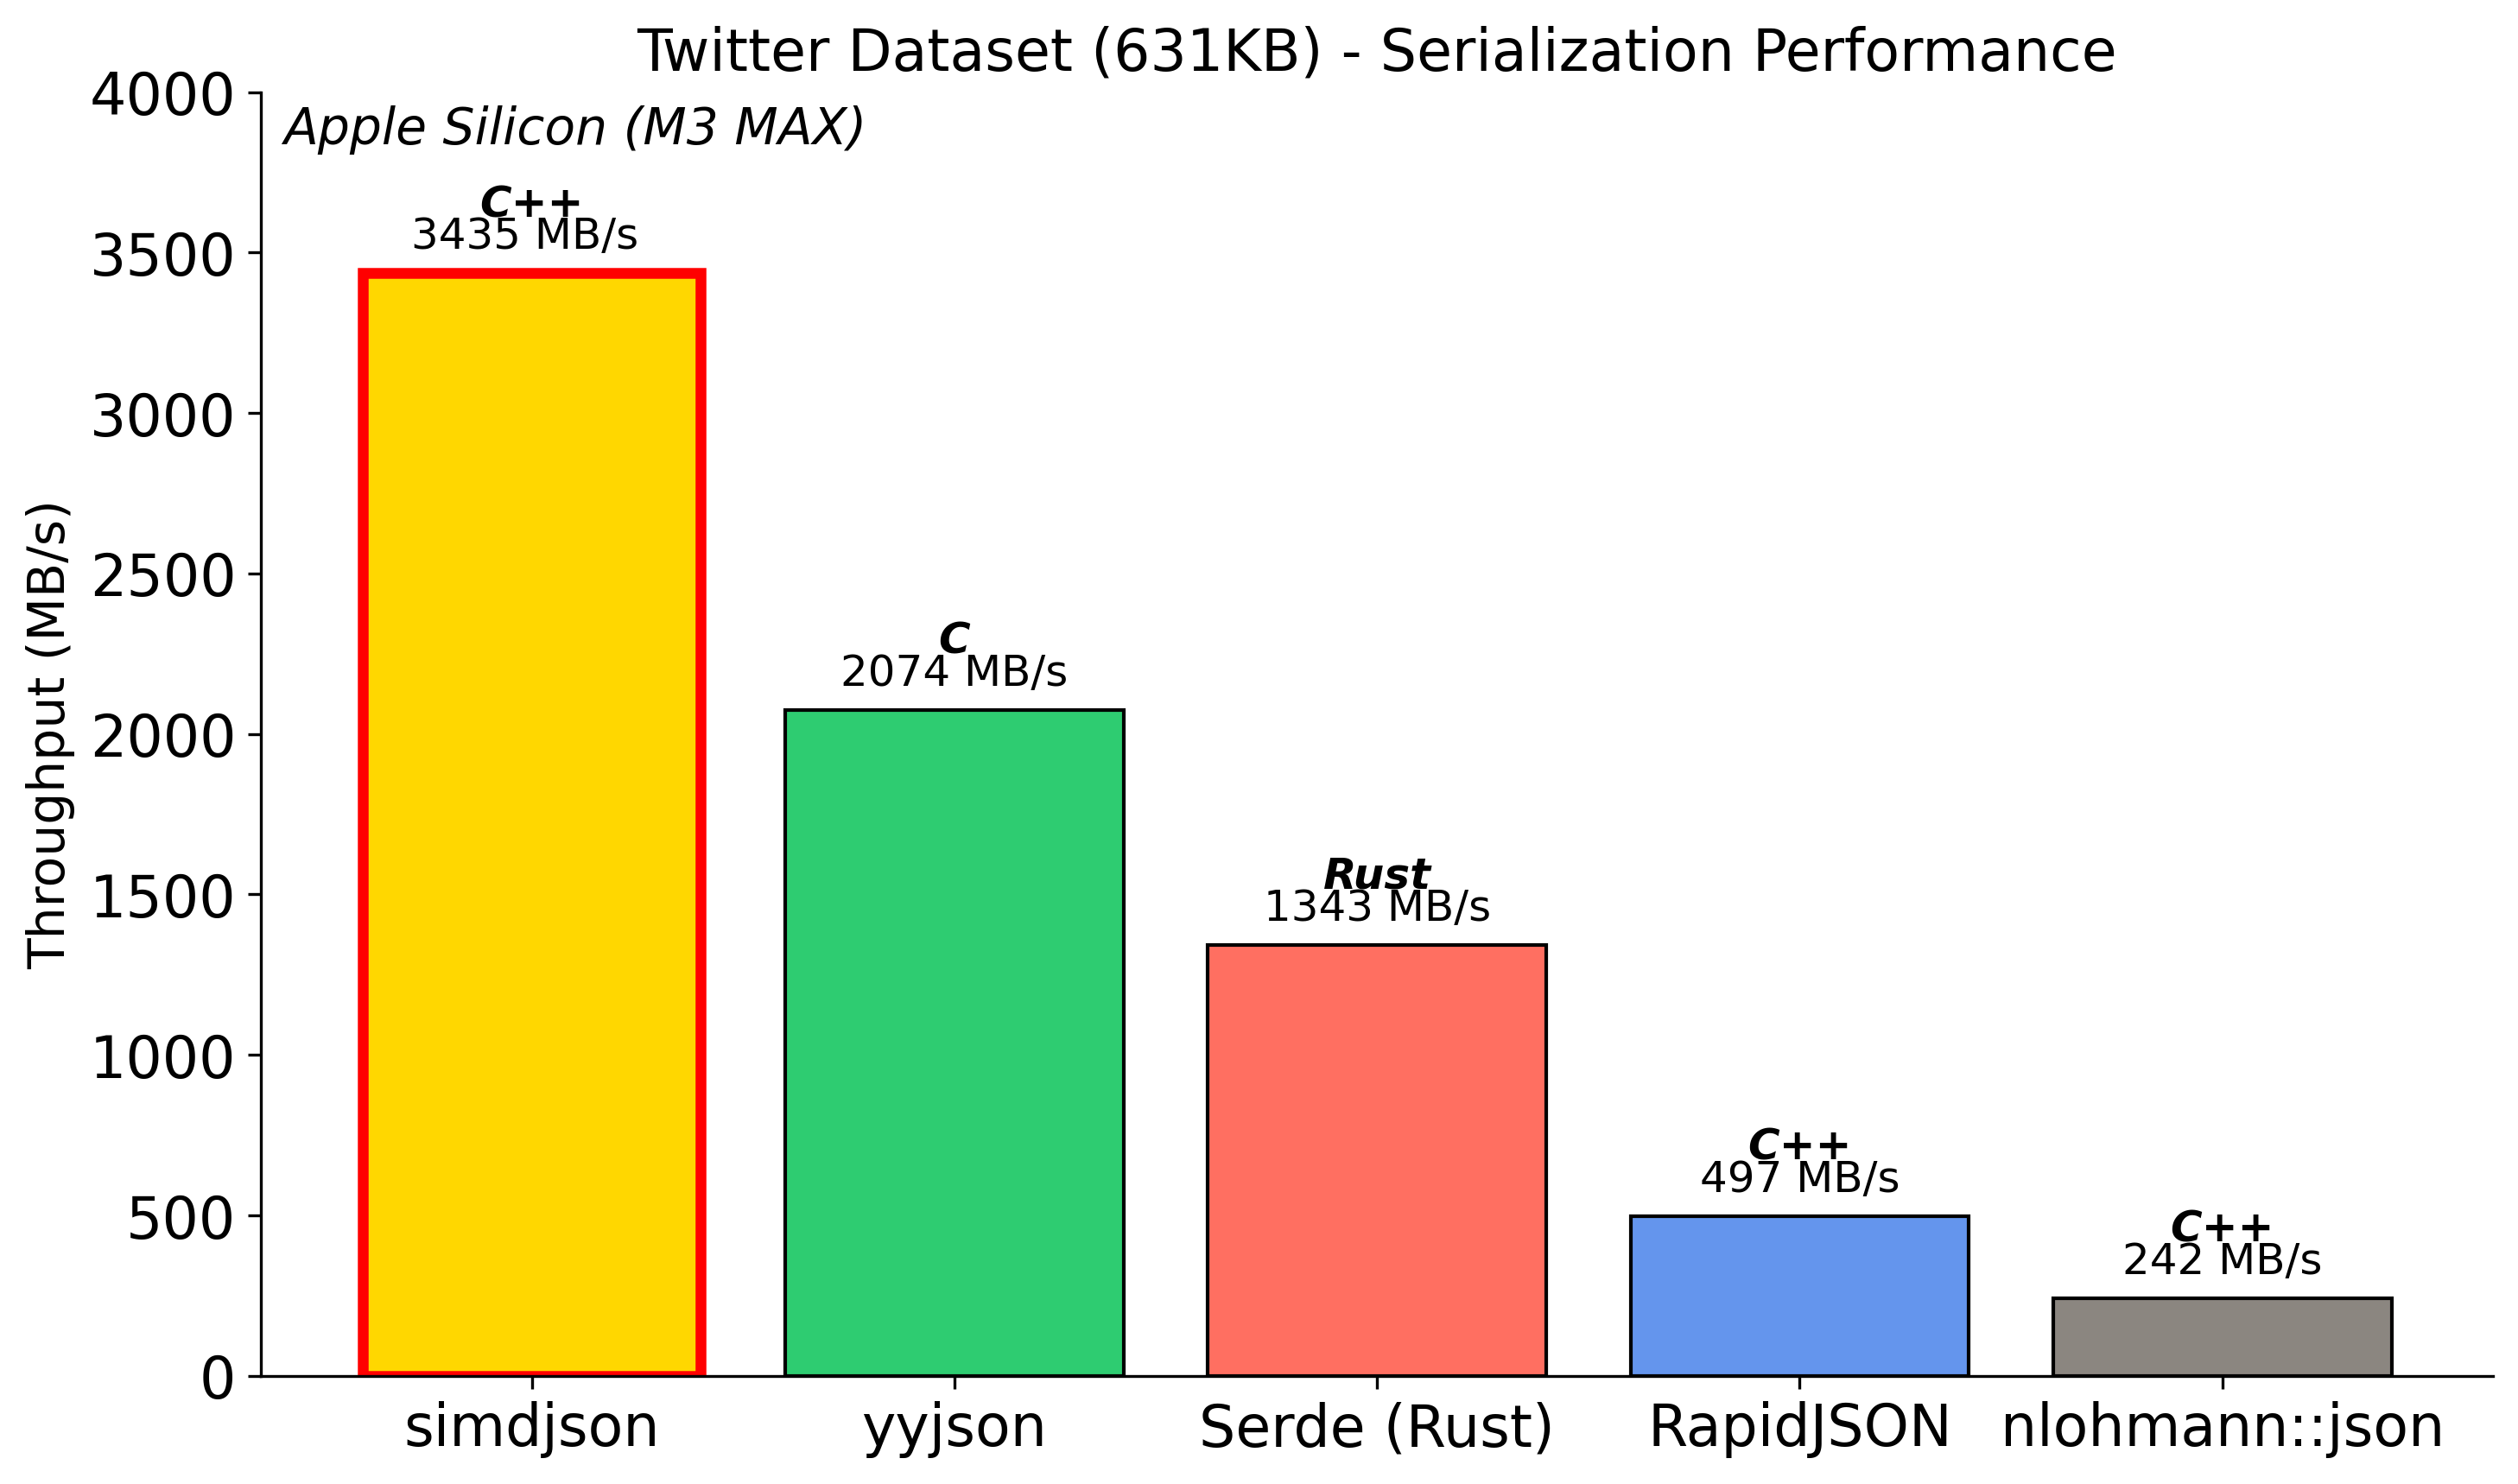 Twitter Dataset (631KB) - Serialization Performance
Apple Silicon (M3 MAX)
Throughput (MB/s)
4000
3500
3000
2500
2000
1500
1000
500
0
C++
3435 MB/s
C
2074 MB/s
Rust
1343 MB/s
C++
497 MB/s
C++
242 MB/s
simdjson
yyjson
Serde (Rust)
RapidJSON
nlohmann::json